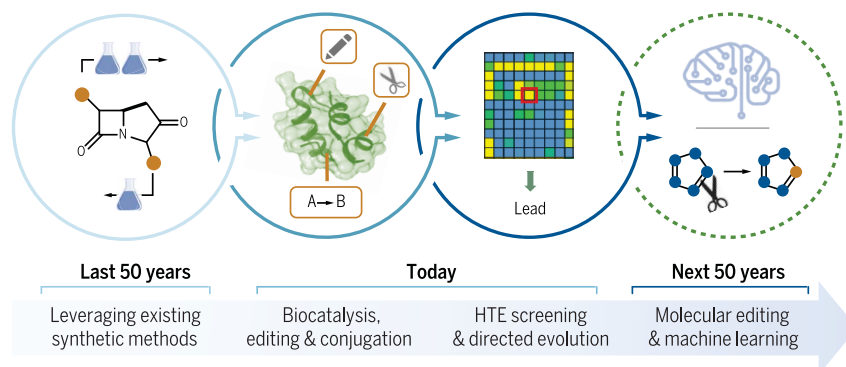 O
N
O
A→B
Lead
Last 50 years
Today
Next 50 years
Leveraging existing
synthetic methods
Biocatalysis,
editing & conjugation
HTE screening
& directed evolution
Molecular editing
& machine learning